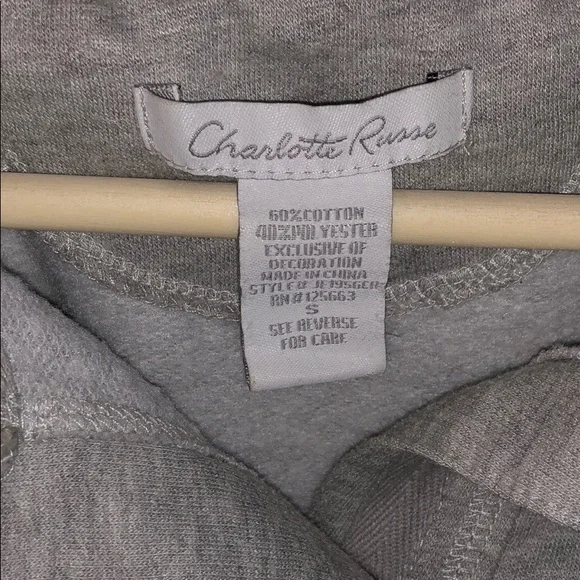 Charlotte Russe
60%COTTON
40%POLYESTER
EXCLUSIVE OF
DECORATION
MADE IN CHINA
RN#125663
S
SEE REVERSE
FOR CARE